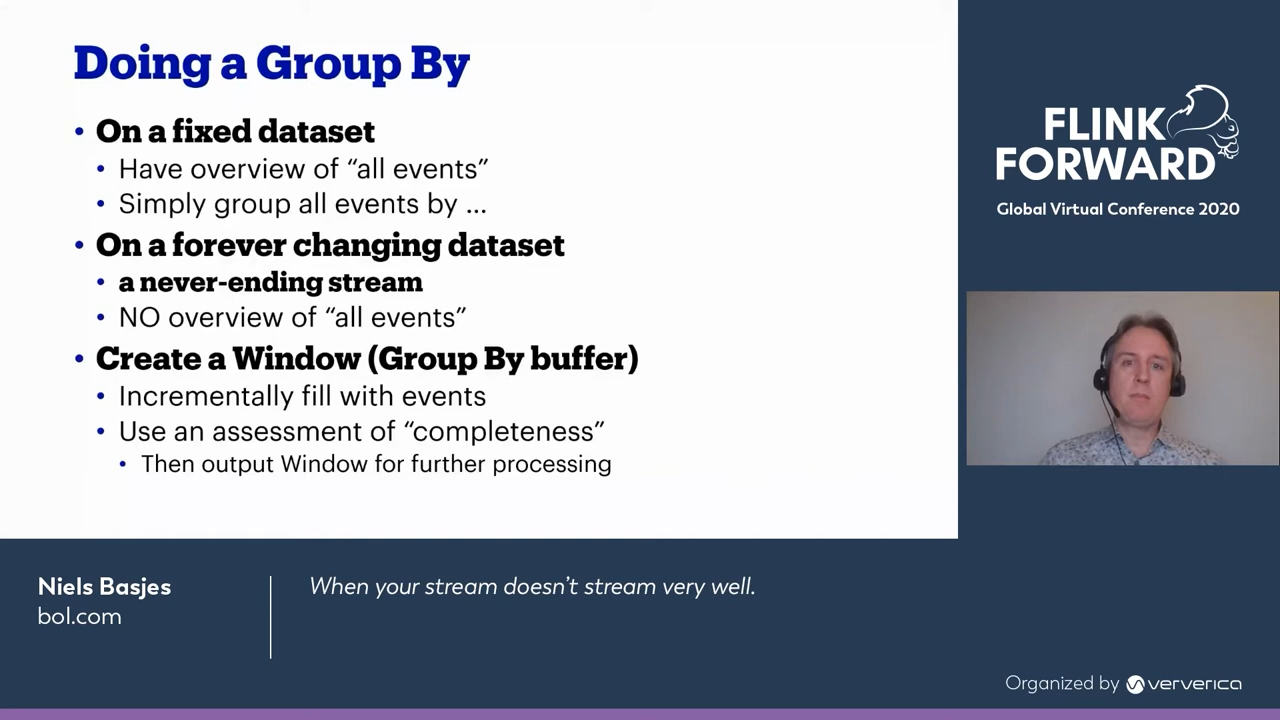 Doing a Group By
• On a fixed dataset
• Have overview of “all events”
• Simply group all events by ...
• On a forever changing dataset
• a never-ending stream
• NO overview of “all events”
• Create a Window (Group By buffer)
• Incrementally fill with events
• Use an assessment of “completeness”
• Then output Window for further processing
FLINK
FORWARD
Global Virtual Conference 2020
Niels Basjes
bol.com
When your stream doesn’t stream very well.
Organized by ververica